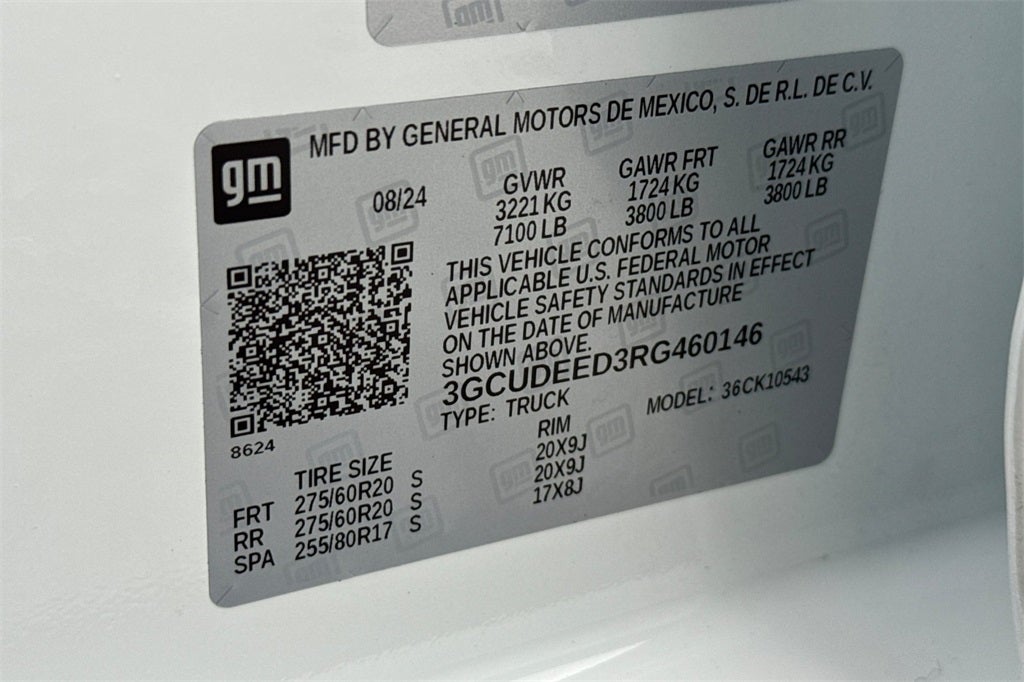 gm
MFD BY GENERAL MOTORS DE MEXICO, S. DE R.L. DE C.V.
08/24
GVWR
3221 KG
7100 LB
GAWR FRT
1724 KG
3800 LB
GAWR RR
1724 KG
3800 LB
THIS VEHICLE CONFORMS TO ALL
APPLICABLE U.S. FEDERAL MOTOR
VEHICLE SAFETY STANDARDS IN EFFECT
ON THE DATE OF MANUFACTURE
SHOWN ABOVE.
3GCUDEED3RG460146
TYPE: TRUCK MODEL: 36CK10543
8624
TIRE SIZE RIM
FRT 275/60R20 S 20X9J
RR 275/60R20 S 20X9J
SPA 255/80R17 S 17X8J